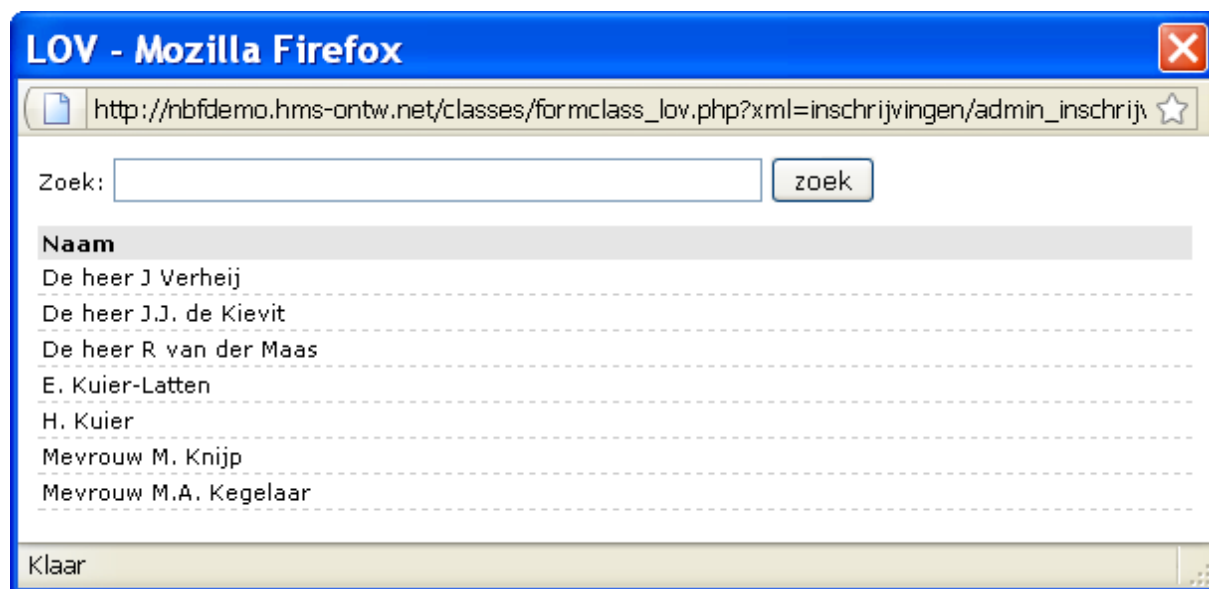 LOV - Mozilla Firefox
http://nbfdemo.hms-ontw.net/classes/formclass_lov.php?xml=inschrijvingen/admin_inschrijv
Zoek: zoek
Naam
De heer J Verheij
De heer J.J. de Kievit
De heer R van der Maas
E. Kuier-Latten
H. Kuier
Mevrouw M. Knijp
Mevrouw M.A. Kegelaar
Klaar